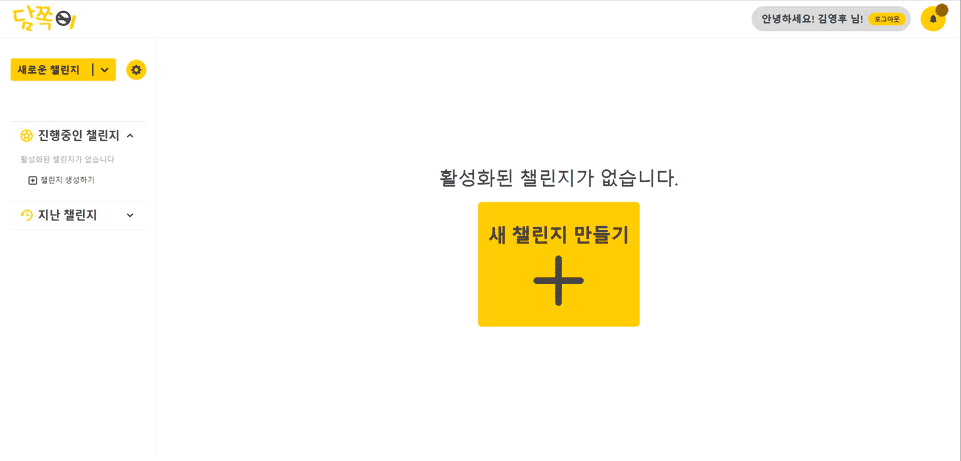 담쪽이
안녕하세요! 김영후 님! 로그아웃
새로운 챌린지
진행중인 챌린지
활성화된 챌린지가 없습니다
챌린지 생성하기
지난 챌린지
활성화된 챌린지가 없습니다.
새 챌린지 만들기